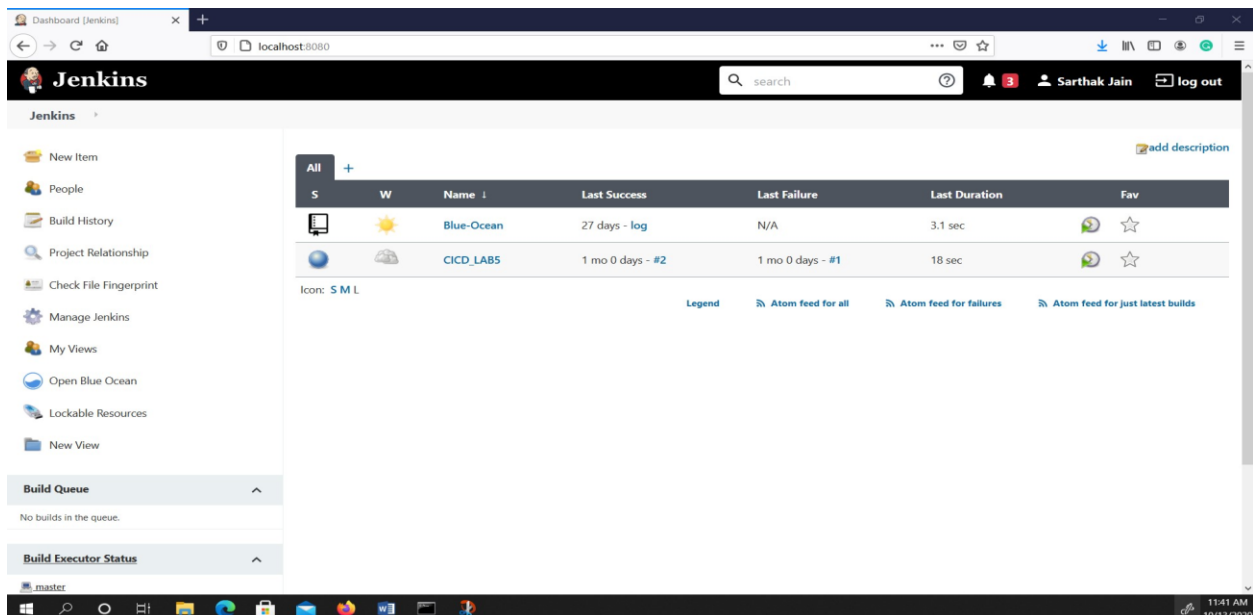 Dashboard [Jenkins]
localhost:8080
Jenkins
search
3
Sarthak Jain
log out
Jenkins
add description
New Item
People
Build History
Project Relationship
Check File Fingerprint
Manage Jenkins
My Views
Open Blue Ocean
Lockable Resources
New View
Build Queue
No builds in the queue.
Build Executor Status
master
All +
S W Name ↓ Last Success Last Failure Last Duration Fav
Blue-Ocean 27 days - log N/A 3.1 sec
CICD_LAB5 1 mo 0 days - #2 1 mo 0 days - #1 18 sec
Icon: S M L
Legend Atom feed for all Atom feed for failures Atom feed for just latest builds
11:41 AM